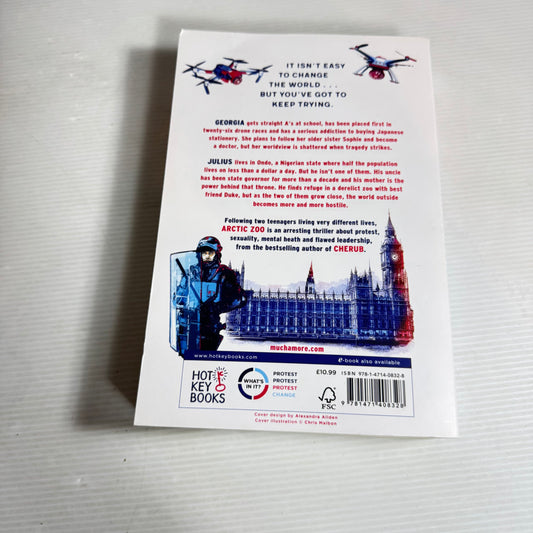 IT ISN'T EASY
TO CHANGE
THE WORLD . . .
BUT YOU'VE GOT TO
KEEP TRYING.
GEORGIA gets straight A's at school, has been placed first in
twenty-six drone races and has a serious addiction to buying Japanese
stationery. She plans to follow her older sister Sophie and become
a doctor, but her worldview is shattered when tragedy strikes.
JULIUS lives in Ondo, a Nigerian state where half the population
lives on less than a dollar a day. But he isn't one of them. His uncle
has been state governor for more than a decade and his mother is the
power behind that throne. He finds refuge in a derelict zoo with best
friend Duke, but as the two of them grow close, the world outside
becomes more and more hostile.
Following two teenagers living very different lives,
ARCTIC ZOO is an arresting thriller about protest,
sexuality, mental heath and flawed leadership,
from the bestselling author of CHERUB.
muchamore.com
www.hotkeybooks.com
e-book also available
HOT
KEY
BOOKS
WHAT'S
IN IT?
PROTEST
PROTEST
PROTEST
CHANGE
£10.99
ISBN 978-1-4714-0832-8
FSC
9 781471 408328
Cover design by Alexandra Allden
Cover illustration © Chris Malbon